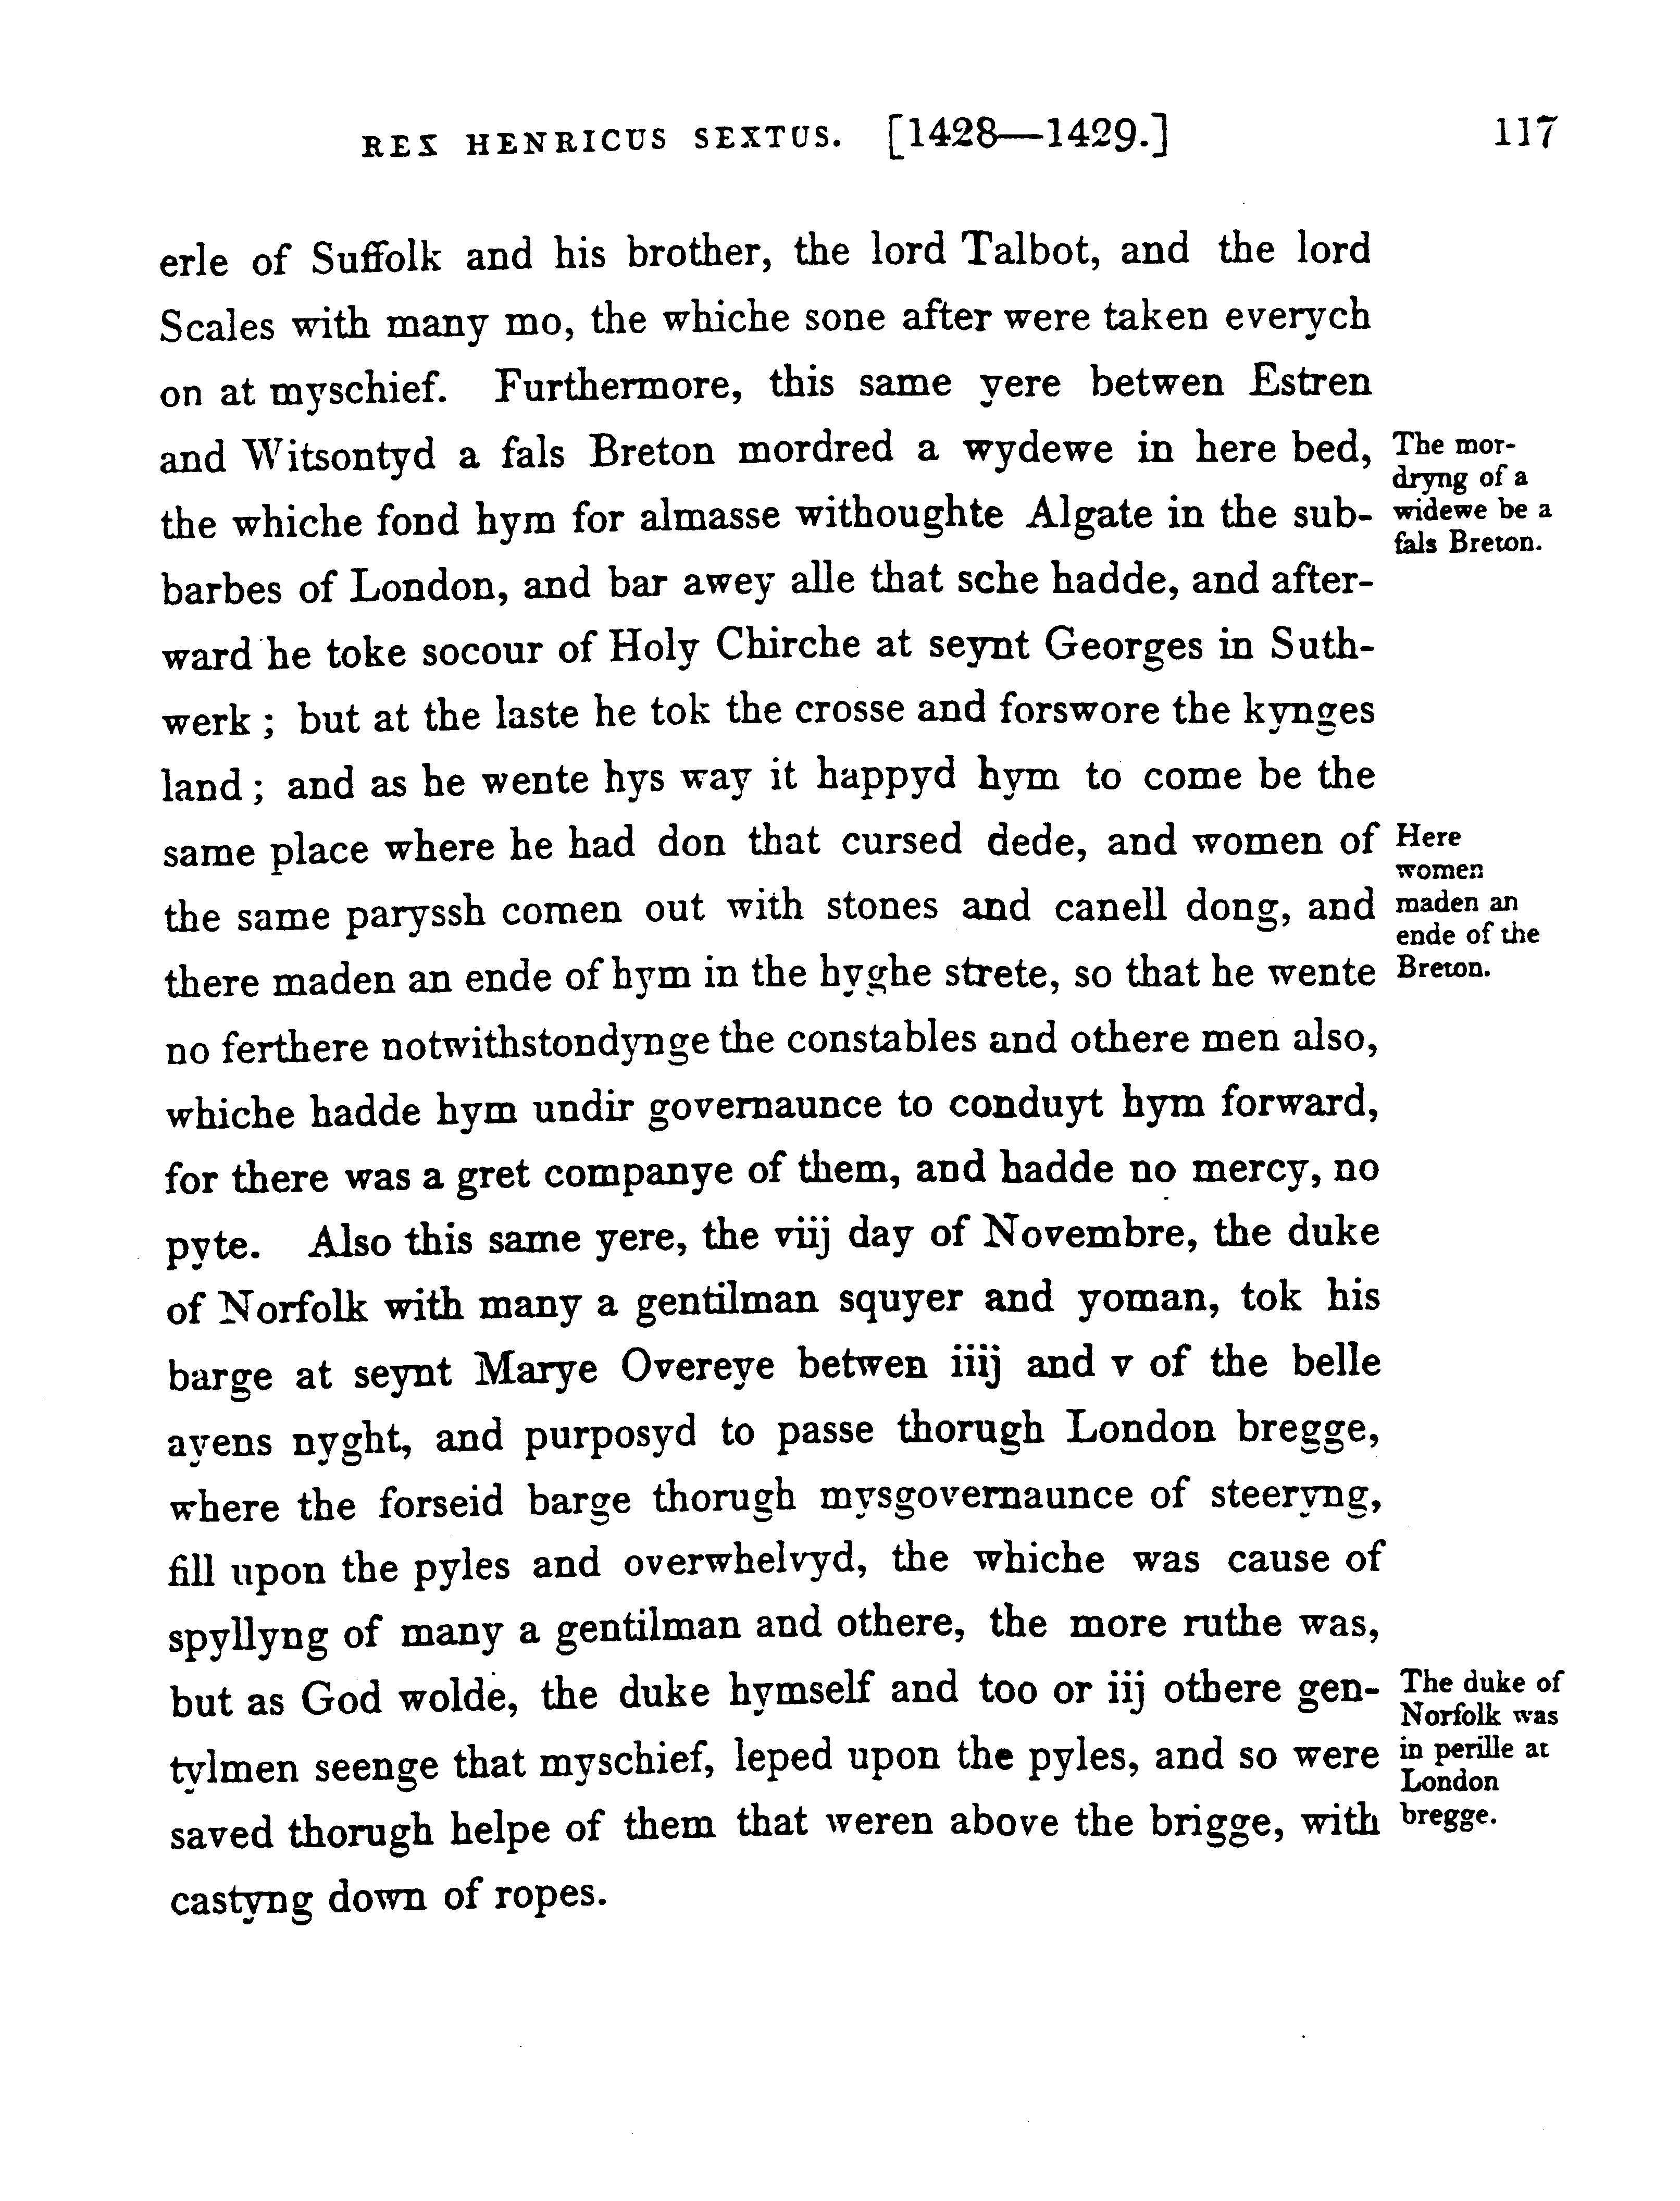 REX HENRICUS SEXTUS. [1428—1429.] 117
erle of Suffolk and his brother, the lord Talbot, and the lord
Scales with many mo, the whiche sone after were taken everych
on at myschief. Furthermore, this same yere betwen Estren
and Witsontyd a fals Breton mordred a wydewe in here bed,
the whiche fond hym for almasse withoughte Algate in the sub-
barbes of London, and bar awey alle that sche hadde, and after-
ward he toke socour of Holy Chirche at seynt Georges in Suth-
werk; but at the laste he tok the crosse and forswore the kynges
land; and as he wente hys way it happyd hym to come be the
same place where he had don that cursed dede, and women of
the same paryssh comen out with stones and canell dong, and
there maden an ende of hym in the hyghe strete, so that he wente
no ferthere notwithstondynge the constables and othere men also,
whiche hadde hym undir governaunce to conduyt hym forward,
for there was a gret companye of them, and hadde no mercy, no
pyte. Also this same yere, the viij day of Novembre, the duke
of Norfolk with many a gentilman squyer and yoman, tok his
barge at seynt Marye Overeye betwen iiij and v of the belle
ayens nyght, and purposyd to passe thorugh London bregge,
where the forseid barge thorugh mysgovernaunce of steeryng,
fill upon the pyles and overwhelvyd, the whiche was cause of
spyllyng of many a gentilman and othere, the more ruthe was,
but as God wolde, the duke hymself and too or iij othere gen-
tylmen seenge that myschief, leped upon the pyles, and so were
saved thorugh helpe of them that weren above the brigge, with
castyng down of ropes.
The mor-
dryng of a
widewe be a
fals Breton.
Here
women
maden an
ende of the
Breton.
The duke of
Norfolk was
in perille at
London
bregge.